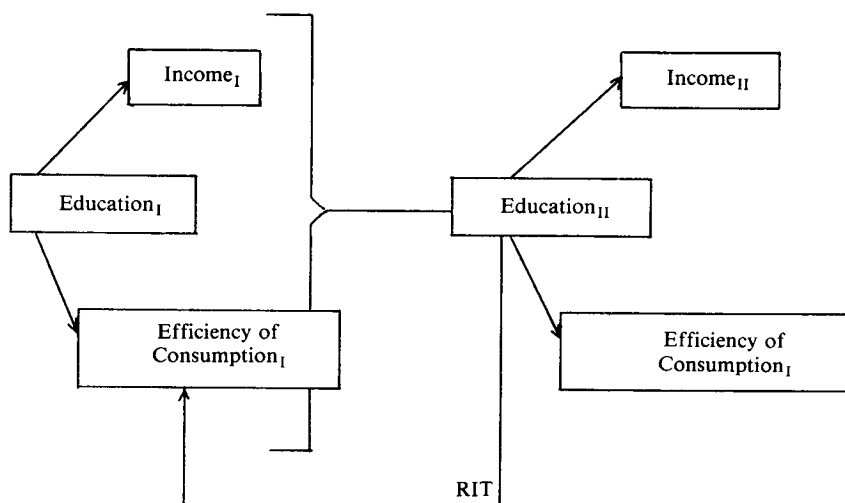 Income_I
Education_I
Efficiency of
Consumption_I
Income_II
Education_II
Efficiency of
Consumption_I
RIT